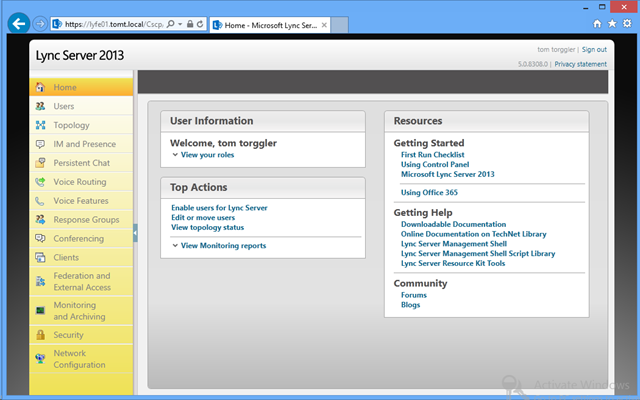 https://lyfe01.tomt.local/Cscp/
Home - Microsoft Lync Ser...
Lync Server 2013
tom torggler | Sign out
5.0.8308.0 | Privacy statement
Home
Users
Topology
IM and Presence
Persistent Chat
Voice Routing
Voice Features
Response Groups
Conferencing
Clients
Federation and
External Access
Monitoring
and Archiving
Security
Network
Configuration
User Information
Welcome, tom torggler
View your roles
Top Actions
Enable users for Lync Server
Edit or move users
View topology status
View Monitoring reports
Resources
Getting Started
First Run Checklist
Using Control Panel
Microsoft Lync Server 2013
Using Office 365
Getting Help
Downloadable Documentation
Online Documentation on TechNet Library
Lync Server Management Shell
Lync Server Management Shell Script Library
Lync Server Resource Kit Tools
Community
Forums
Blogs
Activate Windows